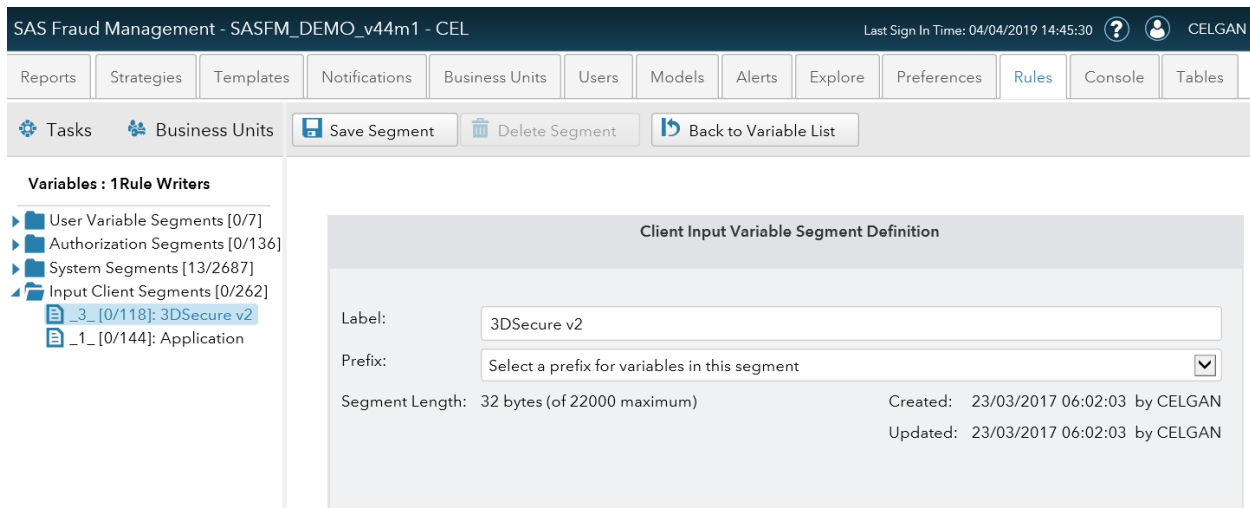 SAS Fraud Management - SASFM_DEMO_v44m1 - CEL Last Sign In Time: 04/04/2019 14:45:30 ? CELGAN
Reports Strategies Templates Notifications Business Units Users Models Alerts Explore Preferences Rules Console Tables
Tasks Business Units Save Segment Delete Segment Back to Variable List
Variables : 1Rule Writers
User Variable Segments [0/7]
Authorization Segments [0/136]
System Segments [13/2687]
Input Client Segments [0/262]
_3_ [0/118]: 3DSecure v2
_1_ [0/144]: Application
Client Input Variable Segment Definition
Label: 3DSecure v2
Prefix: Select a prefix for variables in this segment
Segment Length: 32 bytes (of 22000 maximum) Created: 23/03/2017 06:02:03 by CELGAN
Updated: 23/03/2017 06:02:03 by CELGAN